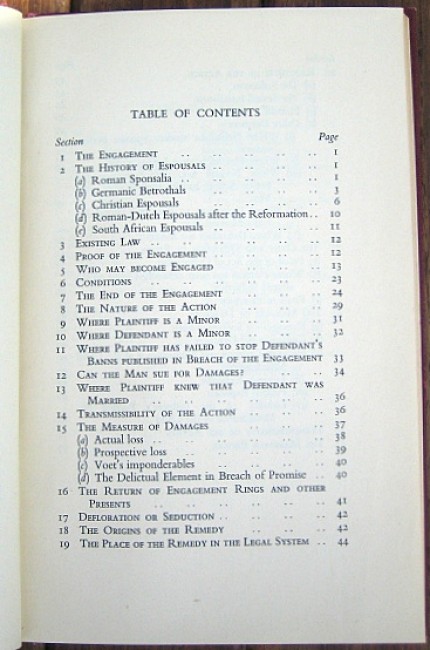 TABLE OF CONTENTS
Section Page
1 THE ENGAGEMENT .. .. .. .. .. 1
2 THE HISTORY OF ESPOUSALS .. .. .. .. 1
(a) Roman Sponsalia .. .. .. .. 1
(b) Germanic Betrothals .. .. .. .. 3
(c) Christian Espousals .. .. .. .. 6
(d) Roman-Dutch Espousals after the Reformation .. 10
(e) South African Espousals .. .. .. .. 11
3 EXISTING LAW .. .. .. .. .. .. 12
4 PROOF OF THE ENGAGEMENT .. .. .. .. 12
5 WHO MAY BECOME ENGAGED .. .. .. .. 13
6 CONDITIONS .. .. .. .. .. .. 23
7 THE END OF THE ENGAGEMENT .. .. .. 24
8 THE NATURE OF THE ACTION .. .. .. .. 29
9 WHERE PLAINTIFF IS A MINOR .. .. .. 31
10 WHERE DEFENDANT IS A MINOR .. .. .. 32
11 WHERE PLAINTIFF HAS FAILED TO STOP DEFENDANT'S
BANNS PUBLISHED IN BREACH OF THE ENGAGEMENT 33
12 CAN THE MAN SUE FOR DAMAGES? .. .. .. 34
13 WHERE PLAINTIFF KNEW THAT DEFENDANT WAS
MARRIED .. .. .. .. .. .. 36
14 TRANSMISSIBILITY OF THE ACTION .. .. .. 36
15 THE MEASURE OF DAMAGES .. .. .. .. 37
(a) Actual loss .. .. .. .. .. 38
(b) Prospective loss .. .. .. .. .. 39
(c) Voet's imponderables .. .. .. .. 40
(d) The Delictual Element in Breach of Promise .. .. 40
16 THE RETURN OF ENGAGEMENT RINGS AND OTHER
PRESENTS .. .. .. .. .. .. 41
17 DEFLORATION OR SEDUCTION .. .. .. .. 42
18 THE ORIGINS OF THE REMEDY .. .. .. 42
19 THE PLACE OF THE REMEDY IN THE LEGAL SYSTEM .. .. 44